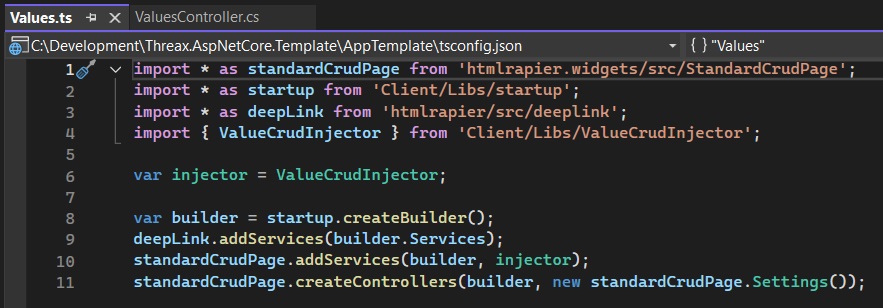 Values.ts ValuesController.cs
C:\Development\Threax.AspNetCore.Template\AppTemplate\tsconfig.json { } "Values"
1 import * as standardCrudPage from 'htmlrapier.widgets/src/StandardCrudPage';
2 import * as startup from 'Client/Libs/startup';
3 import * as deepLink from 'htmlrapier/src/deeplink';
4 import { ValueCrudInjector } from 'Client/Libs/ValueCrudInjector';
5
6 var injector = ValueCrudInjector;
7
8 var builder = startup.createBuilder();
9 deepLink.addServices(builder.Services);
10 standardCrudPage.addServices(builder, injector);
11 standardCrudPage.createControllers(builder, new standardCrudPage.Settings());